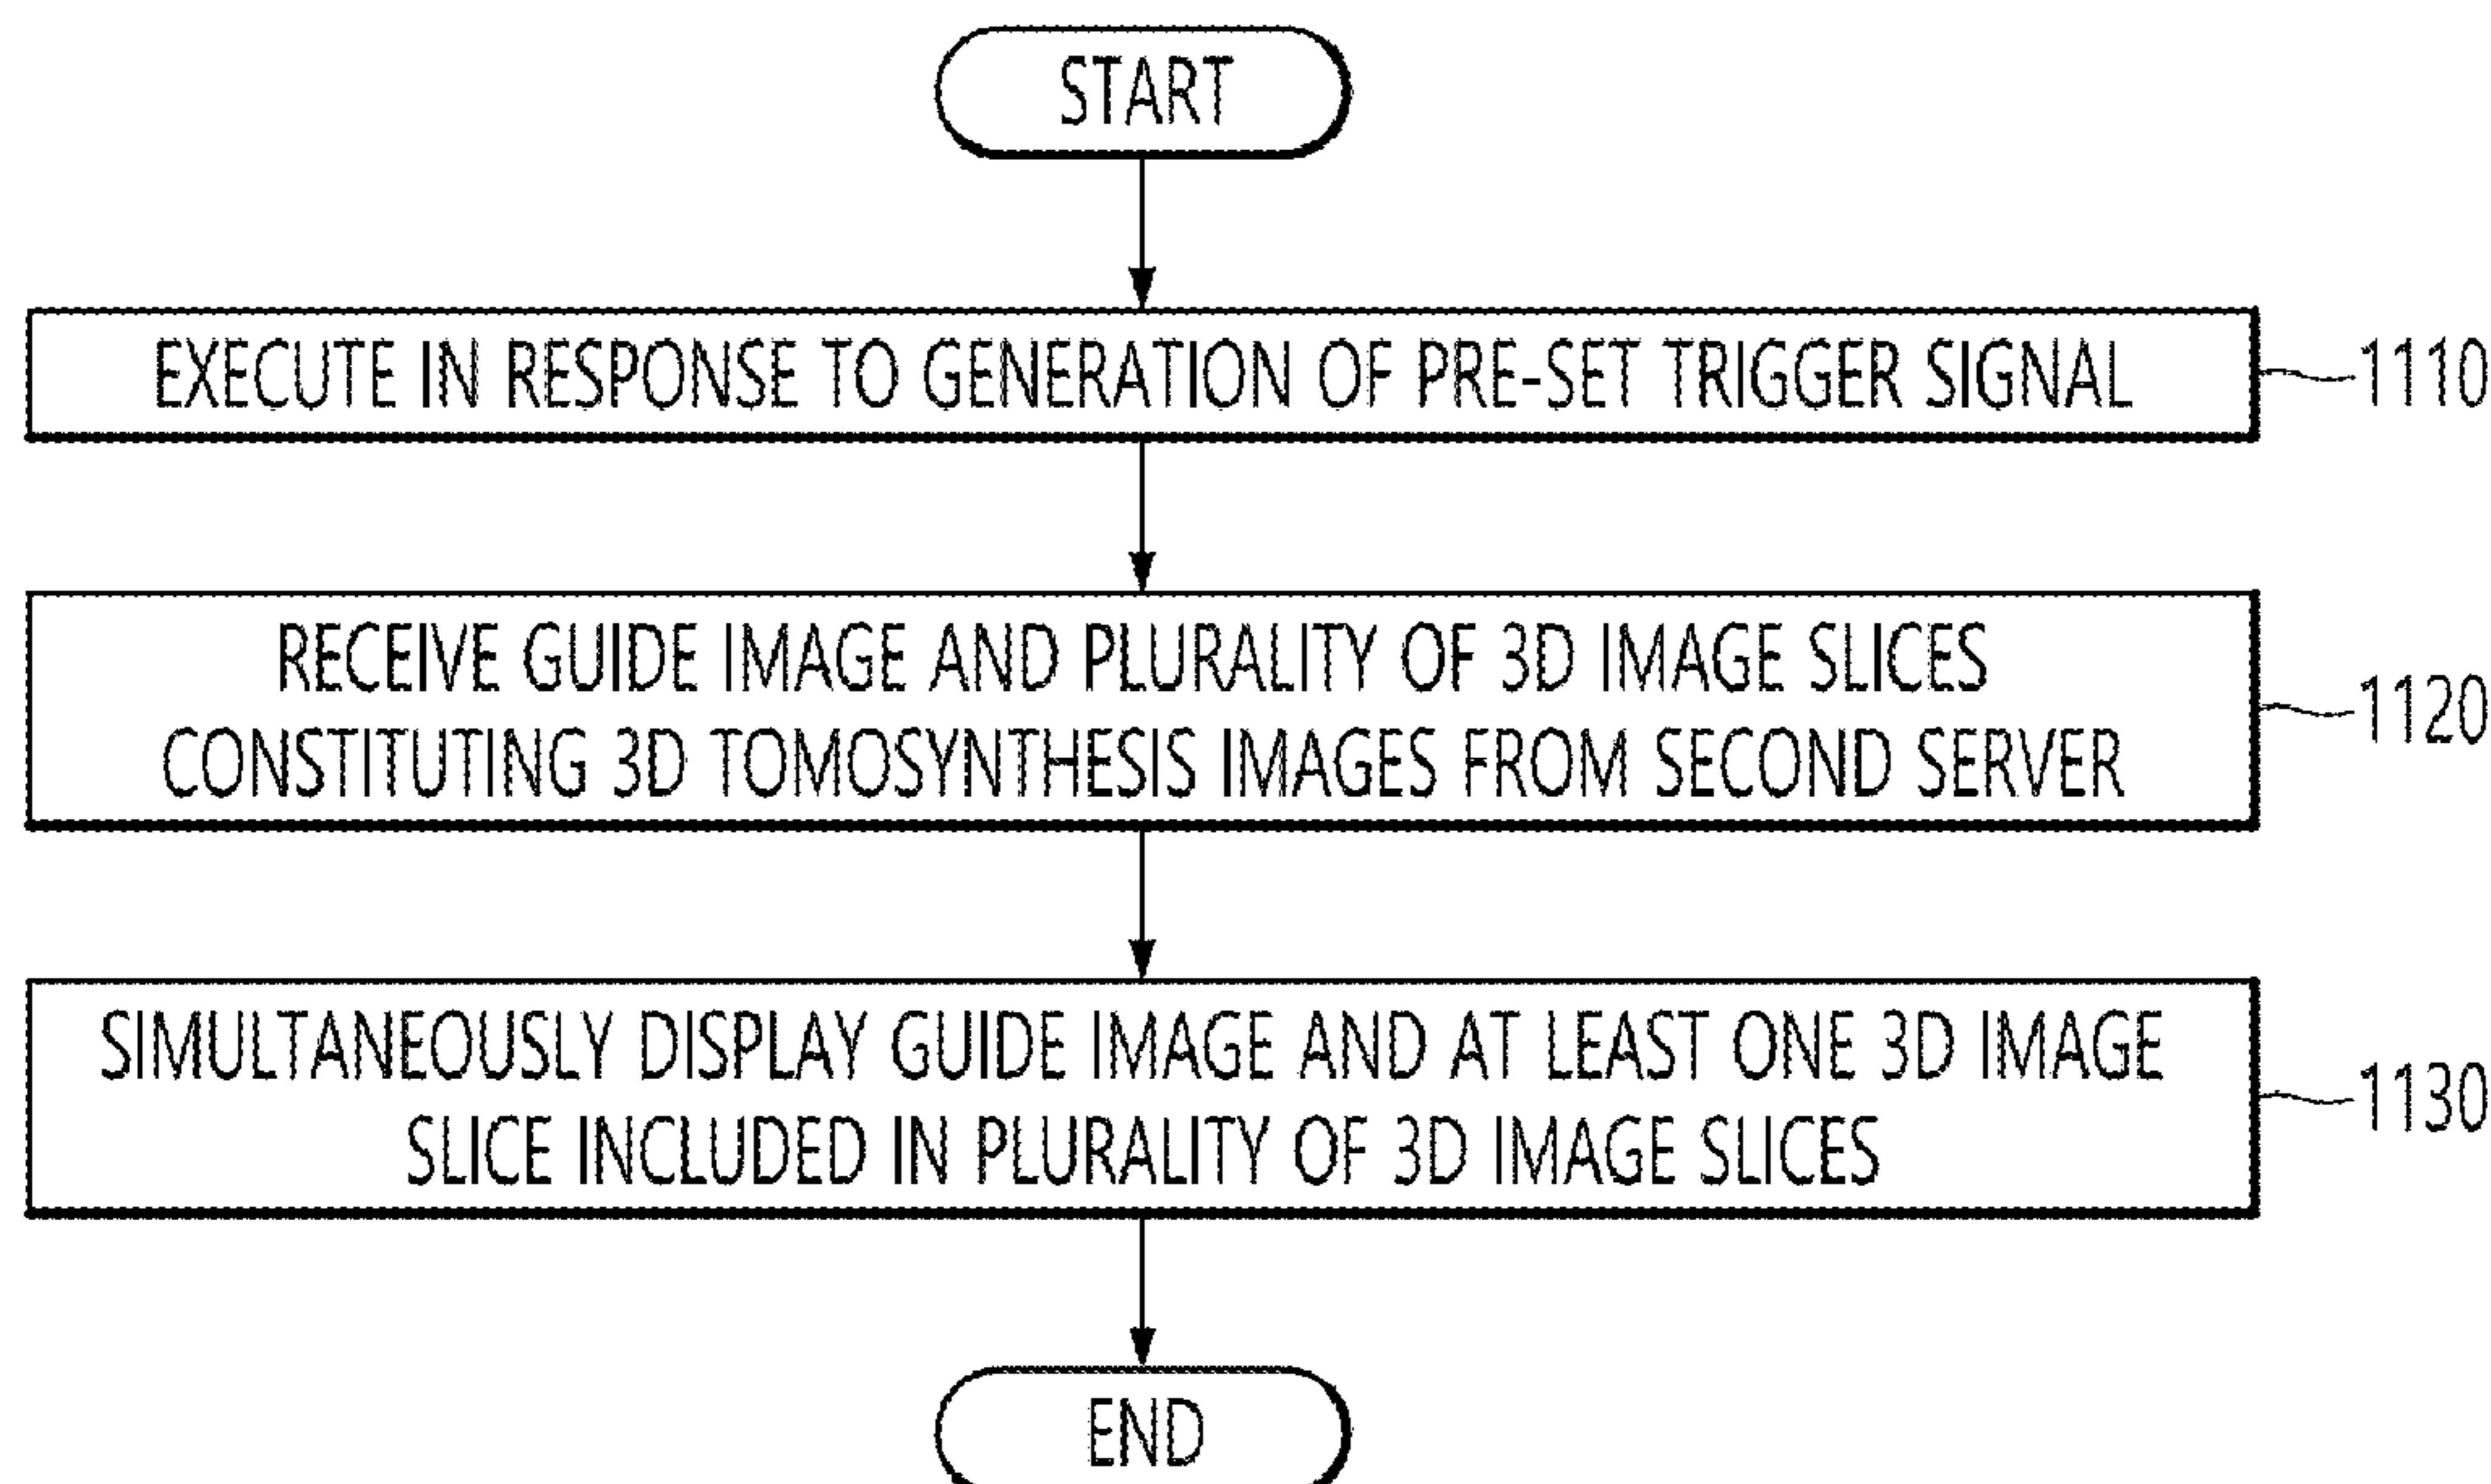 START
EXECUTE IN RESPONSE TO GENERATION OF PRE-SET TRIGGER SIGNAL
1110
RECEIVE GUIDE IMAGE AND PLURALITY OF 3D IMAGE SLICES
CONSTITUTING 3D TOMOSYNTHESIS IMAGES FROM SECOND SERVER
1120
SIMULTANEOUSLY DISPLAY GUIDE IMAGE AND AT LEAST ONE 3D IMAGE
SLICE INCLUDED IN PLURALITY OF 3D IMAGE SLICES
1130
END